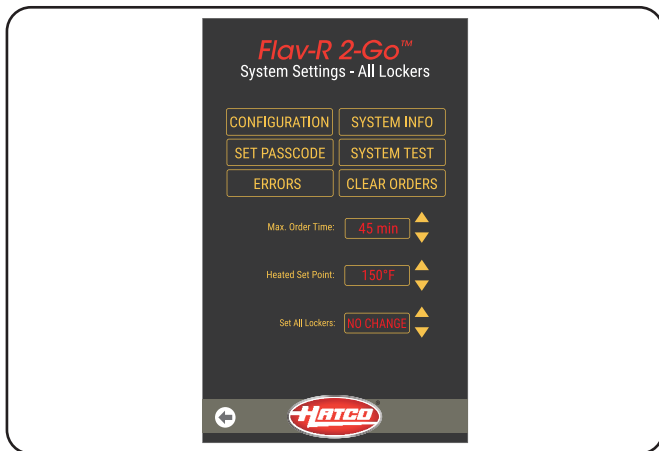 Flav-R 2-Go™
System Settings - All Lockers
CONFIGURATION SYSTEM INFO
SET PASSCODE SYSTEM TEST
ERRORS CLEAR ORDERS
Max. Order Time: 45 min
Heated Set Point: 150°F
Set All Lockers: NO CHANGE
HATCO®